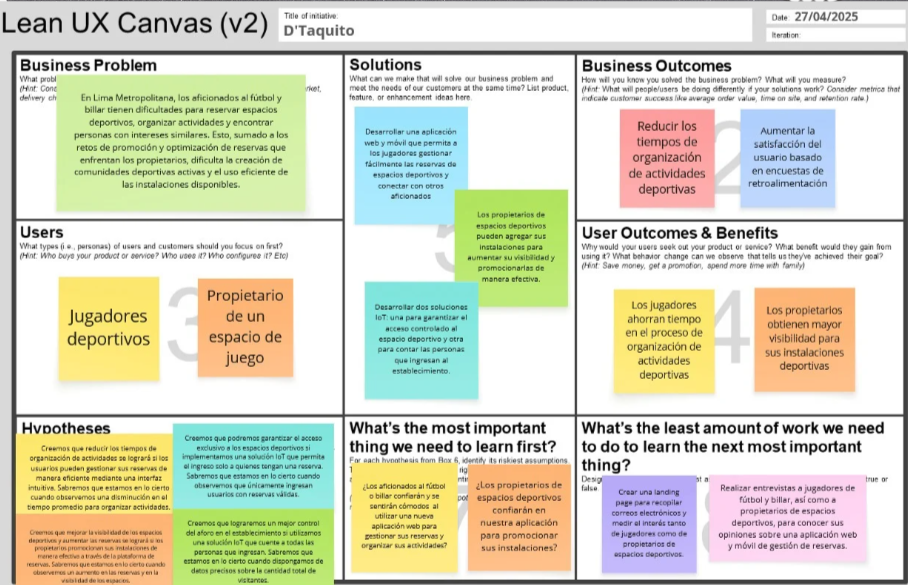 Lean UX Canvas (v2)
Title of initiative:
D'Taquito
Date: 27/04/2025
Iteration:
Business Problem
What
(Hint:
delivery
rket,
En Lima Metropolitana, los aficionados al fútbol y
billar tienen dificultades para reservar espacios
deportivos, organizar actividades y encontrar
personas con intereses similares. Esto, sumado a los
retos de promoción y optimización de reservas que
enfrentan los propietarios, dificulta la creación de
comunidades deportivas activas y el uso eficiente de
las instalaciones disponibles.
Users
What types (i.e., personas) of users and customers should you focus on first?
(Hint: Who buys your product or service? Who uses it? Who configures it? Etc)
3
Jugadores
deportivos
Propietario
de un
espacio de
juego
Solutions
What can we make that will solve our business problem and
meet the needs of our customers at the same time? List product,
feature, or enhancement ideas here.
Desarrollar una aplicación
web y móvil que permita a
los jugadores gestionar
fácilmente las reservas de
espacios deportivos y
conectar con otros
aficionados
Los propietarios de
espacios deportivos
puedan agregar sus
instalaciones para
aumentar su visibilidad y
promocionarlas de
manera efectiva.
Desarrollar dos soluciones
IoT: una para garantizar el
acceso controlado al
espacio deportivo y otra
para contar las personas
que ingresan al
establecimiento.
Business Outcomes
How will you know you solved the business problem? What will you measure?
(Hint: What will people/users be doing differently if your solutions work? Consider metrics that
indicate customer success like average order value, time on site, and retention rate.)
2
Reducir los
tiempos de
organización
de actividades
deportivas
Aumentar la
satisfacción del
usuario basado
en encuestas de
retroalimentación
User Outcomes & Benefits
Why would your users seek out your product or service? What benefit would they gain from
using it? What behavior change can we observe that tells us they've achieved their goal?
(Hint: Save money, get a promotion, spend more time with family)
4
Los jugadores
ahorran tiempo
en el proceso de
organización de
actividades
deportivas
Los propietarios
obtienen mayor
visibilidad para
sus instalaciones
deportivas
Hypotheses
Creemos que reducir los tiempos de
organización de actividades se logrará si los
usuarios pueden gestionar sus reservas de
manera eficiente mediante una interfaz
intuitiva. Sabremos que estamos en lo cierto
cuando observemos una disminución en el
tiempo promedio para organizar actividades.
Creemos que podremos garantizar el acceso
exclusivo a los espacios deportivos si
implementamos una solución IoT que permita
el ingreso solo a quienes tengan una reserva.
Sabremos que estamos en lo cierto cuando
observemos que únicamente ingresan
usuarios con reservas válidas.
Creemos que mejorar la visibilidad de los espacios
deportivos y aumentar las reservas se logrará si los
propietarios promocionan sus instalaciones de
manera efectiva a través de la plataforma de
reservas. Sabremos que estamos en lo cierto cuando
observemos un aumento en las reservas y en la
visibilidad de los espacios.
Creemos que lograremos un mejor control
del aforo en el establecimiento si utilizamos
una solución IoT que cuente a todas las
personas que ingresan. Sabremos que
estamos en lo cierto cuando dispongamos de
datos precisos sobre la cantidad total de
visitantes.
What's the most important
thing we need to learn first?
For each hypothesis from Box 6, identify its riskiest assumptions.
¿Los aficionados al fútbol
o billar confiarán y se
sentirán cómodos al
utilizar una nueva
aplicación web para
gestionar sus reservas y
organizar sus actividades?
¿Los propietarios de
espacios deportivos
confiarán en
nuestra aplicación
para promocionar
sus instalaciones?
What's the least amount of work we need
to do to learn the next most important
thing?
true or
false.
Crear una landing
page para recopilar
correos electrónicos y
medir el interés tanto
de jugadores como de
propietarios de
espacios deportivos.
Realizar entrevistas a jugadores de
fútbol y billar, así como a
propietarios de espacios
deportivos, para conocer sus
opiniones sobre una aplicación web
y móvil de gestión de reservas.